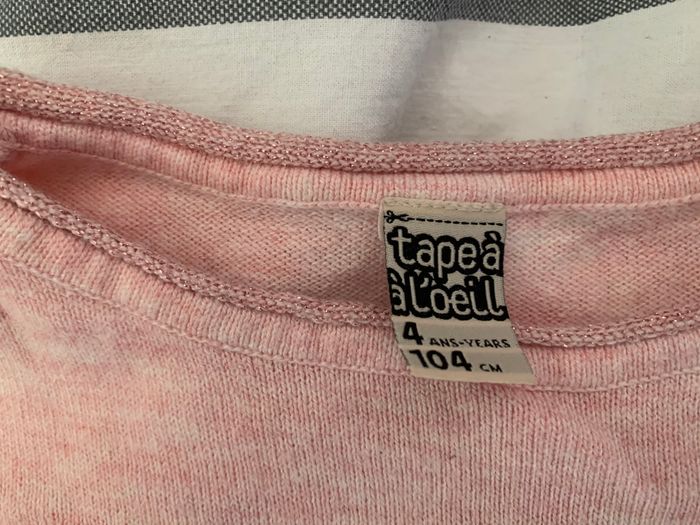 tapeà
àl'oeil
4 ANS-YEARS
104 CM